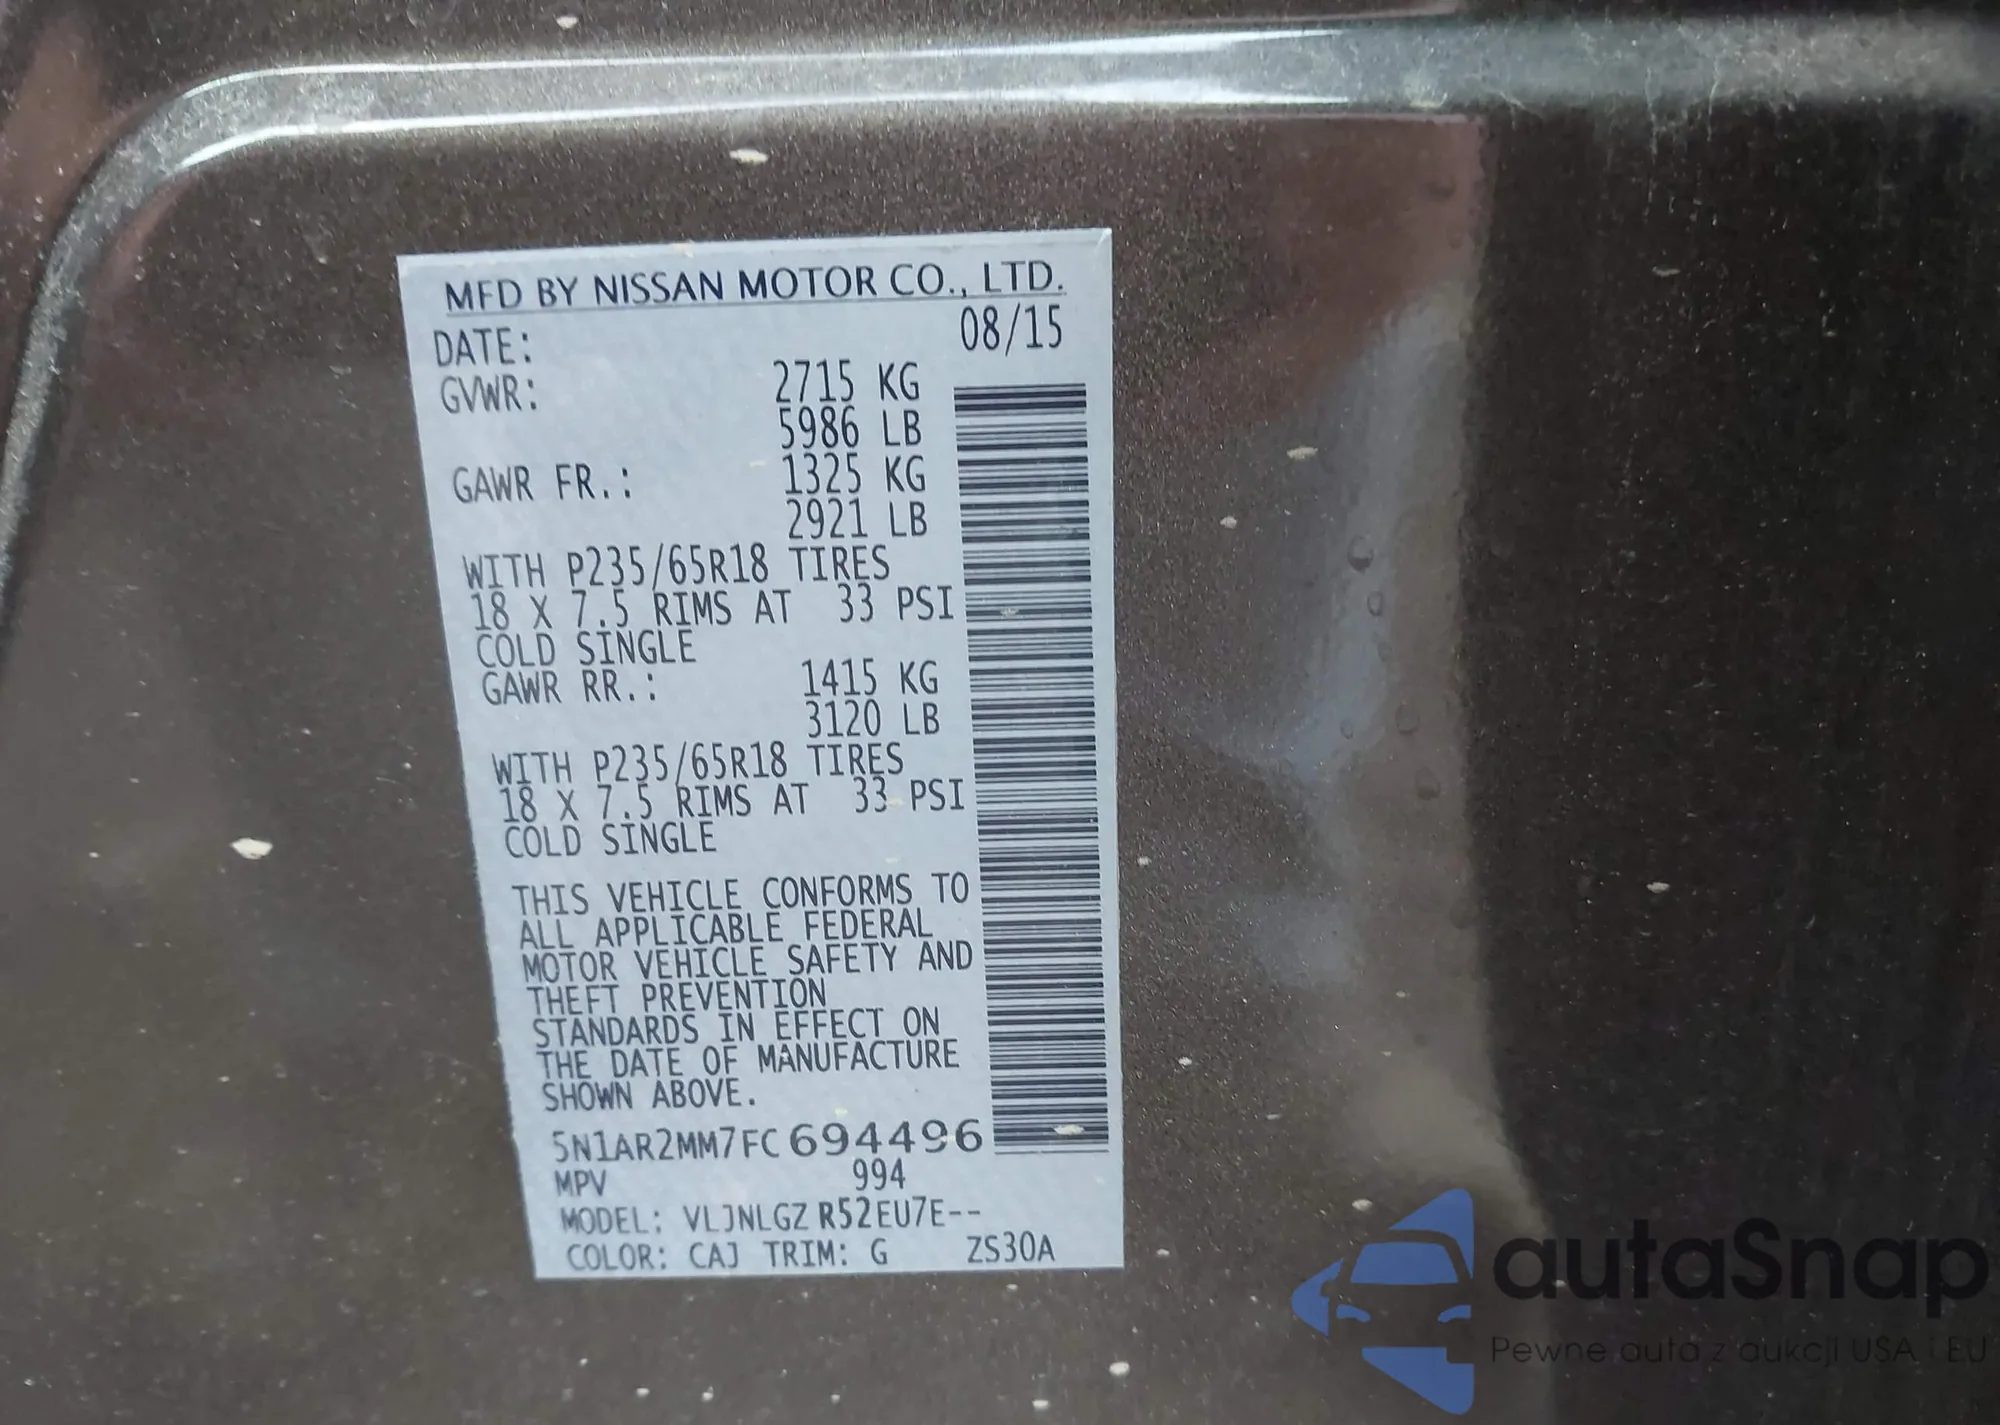 MFD BY NISSAN MOTOR CO., LTD.
DATE: 08/15
GVWR: 2715 KG
5986 LB
GAWR FR.: 1325 KG
2921 LB
WITH P235/65R18 TIRES
18 X 7.5 RIMS AT 33 PSI
COLD SINGLE
GAWR RR.: 1415 KG
3120 LB
WITH P235/65R18 TIRES
18 X 7.5 RIMS AT 33 PSI
COLD SINGLE
THIS VEHICLE CONFORMS TO
ALL APPLICABLE FEDERAL
MOTOR VEHICLE SAFETY AND
THEFT PREVENTION
STANDARDS IN EFFECT ON
THE DATE OF MANUFACTURE
SHOWN ABOVE.
5N1AR2MM7FC694496
MPV 994
MODEL: VLJNLGZ R52EU7E--
COLOR: CAJ TRIM: G ZS30A
autaSnap
Pewne auta z aukcji USA i EU